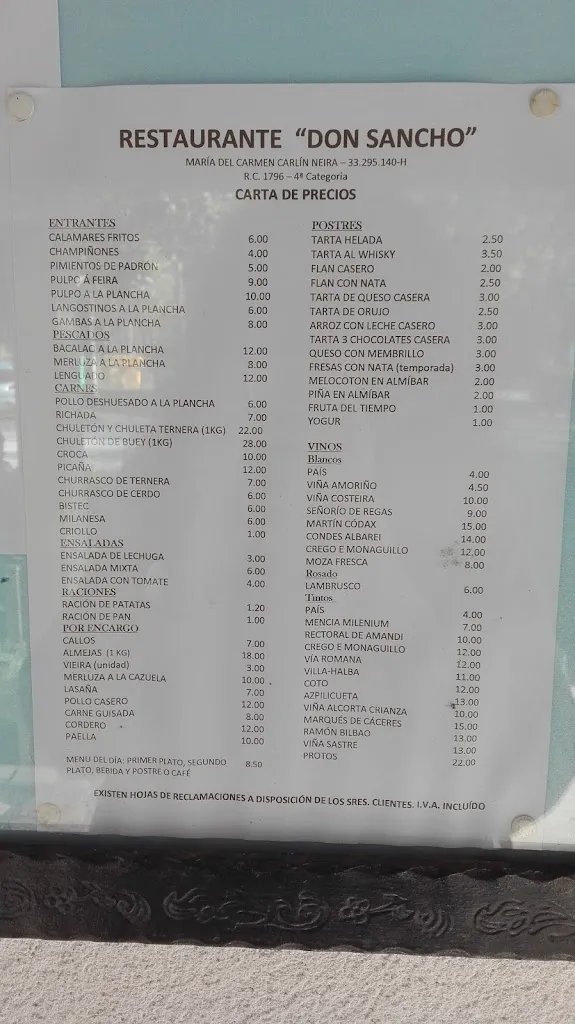 RESTAURANTE "DON SANCHO"
MARÍA DEL CARMEN CARLÍN NEIRA – 33.295.140-H
R.C. 1796 – 4ª Categoría
CARTA DE PRECIOS
ENTRANTES
CALAMARES FRITOS 6.00
CHAMPIÑONES 4.00
PIMIENTOS DE PADRÓN 5.00
PULPO Á FEIRA 9.00
PULPO A LA PLANCHA 10.00
LANGOSTINOS A LA PLANCHA 6.00
GAMBAS A LA PLANCHA 8.00
PESCADOS
BACALAO A LA PLANCHA 12.00
MERLUZA A LA PLANCHA 8.00
LENGUADO 12.00
CARNES
POLLO DESHUESADO A LA PLANCHA 6.00
RICHADA 7.00
CHULETÓN Y CHULETA TERNERA (1KG) 22.00
CHULETÓN DE BUEY (1KG) 28.00
CROCA 10.00
PICAÑA 12.00
CHURRASCO DE TERNERA 7.00
CHURRASCO DE CERDO 6.00
BISTEC 6.00
MILANESA 6.00
CRIOLLO 1.00
ENSALADAS
ENSALADA DE LECHUGA 3.00
ENSALADA MIXTA 6.00
ENSALADA CON TOMATE 4.00
RACIONES
RACIÓN DE PATATAS 1.20
RACIÓN DE PAN 1.00
POR ENCARGO
CALLOS 7.00
ALMEJAS (1 KG) 18.00
VIEIRA (unidad) 3.00
MERLUZA A LA CAZUELA 10.00
LASAÑA 7.00
POLLO CASERO 12.00
CARNE GUISADA 8.00
CORDERO 12.00
PAELLA 10.00
MENU DEL DÍA: PRIMER PLATO, SEGUNDO
PLATO, BEBIDA Y POSTRE O CAFÉ 8.50
POSTRES
TARTA HELADA 2.50
TARTA AL WHISKY 3.50
FLAN CASERO 2.00
FLAN CON NATA 2.50
TARTA DE QUESO CASERA 3.00
TARTA DE ORUJO 2.50
ARROZ CON LECHE CASERO 3.00
TARTA 3 CHOCOLATES CASERA 3.00
QUESO CON MEMBRILLO 3.00
FRESAS CON NATA (temporada) 3.00
MELOCOTON EN ALMÍBAR 2.00
PIÑA EN ALMÍBAR 2.00
FRUTA DEL TIEMPO 1.00
YOGUR 1.00
VINOS
Blancos
PAÍS 4.00
VIÑA AMORIÑO 4.50
VIÑA COSTEIRA 10.00
SEÑORÍO DE REGAS 9.00
MARTÍN CÓDAX 15.00
CONDES ALBAREI 14.00
CREGO E MONAGUILLO 12.00
MOZA FRESCA 8.00
Rosado
LAMBRUSCO 6.00
Tintos
PAÍS 4.00
MENCIA MILENIUM 7.00
RECTORAL DE AMANDI 10.00
CREGO E MONAGUILLO 12.00
VÍA ROMANA 12.00
VILLA-HALBA 11.00
COTO 12.00
AZPILICUETA 13.00
VIÑA ALCORTA CRIANZA 10.00
MARQUÉS DE CÁCERES 15.00
RAMÓN BILBAO 13.00
VIÑA SASTRE 13.00
PROTOS 22.00
EXISTEN HOJAS DE RECLAMACIONES A DISPOSICIÓN DE LOS SRES. CLIENTES. I.V.A. INCLUÍDO